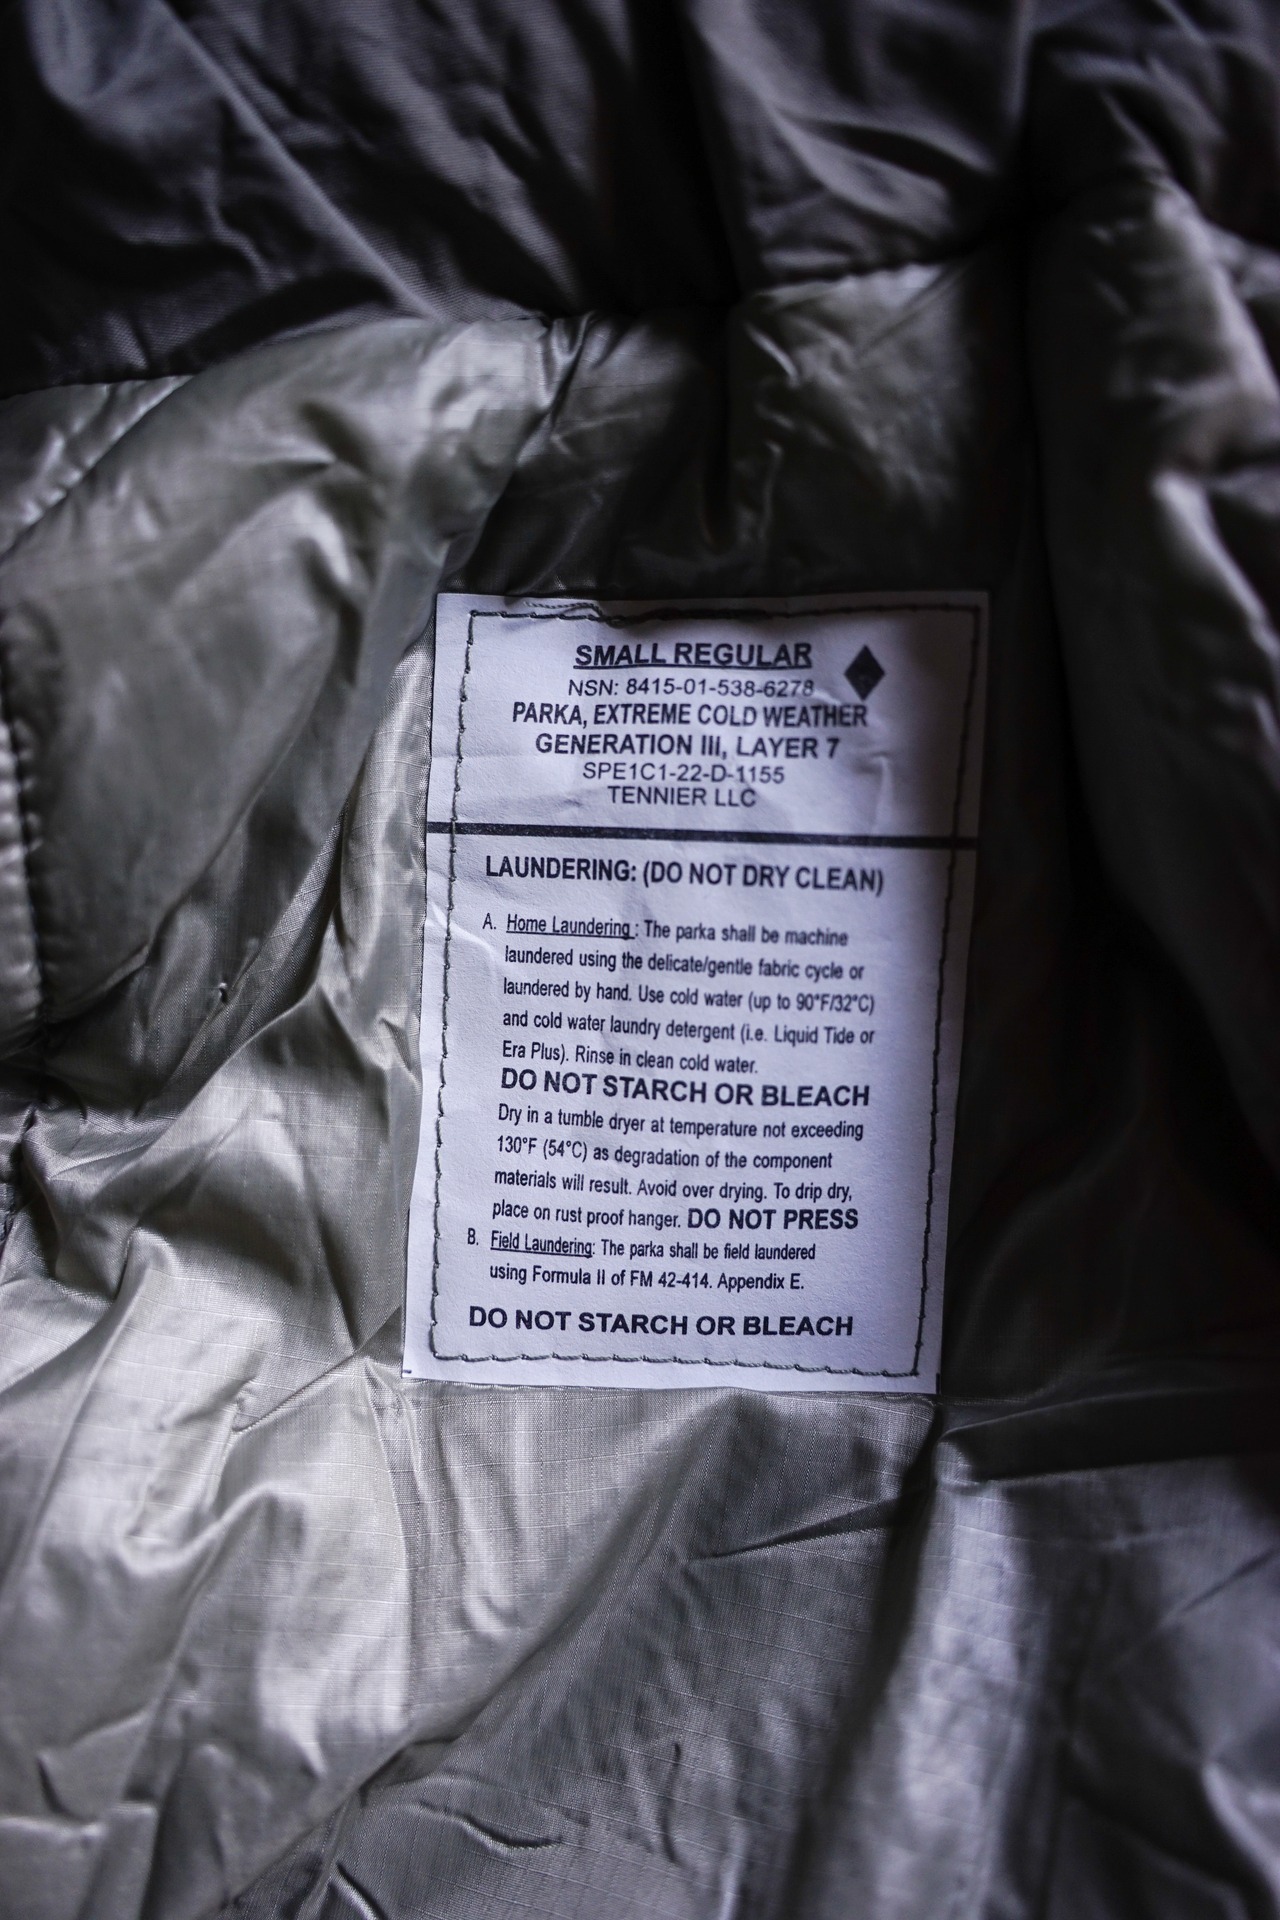 SMALL REGULAR
NSN: 8415-01-538-6278
PARKA, EXTREME COLD WEATHER
GENERATION III, LAYER 7
SPE1C1-22-D-1155
TENNIER LLC
LAUNDERING: (DO NOT DRY CLEAN)
A. Home Laundering : The parka shall be machine
laundered using the delicate/gentle fabric cycle or
laundered by hand. Use cold water (up to 90°F/32°C)
and cold water laundry detergent (i.e. Liquid Tide or
Era Plus). Rinse in clean cold water.
DO NOT STARCH OR BLEACH
Dry in a tumble dryer at temperature not exceeding
130°F (54°C) as degradation of the component
materials will result. Avoid over drying. To drip dry,
place on rust proof hanger. DO NOT PRESS
B. Field Laundering: The parka shall be field laundered
using Formula II of FM 42-414. Appendix E.
DO NOT STARCH OR BLEACH